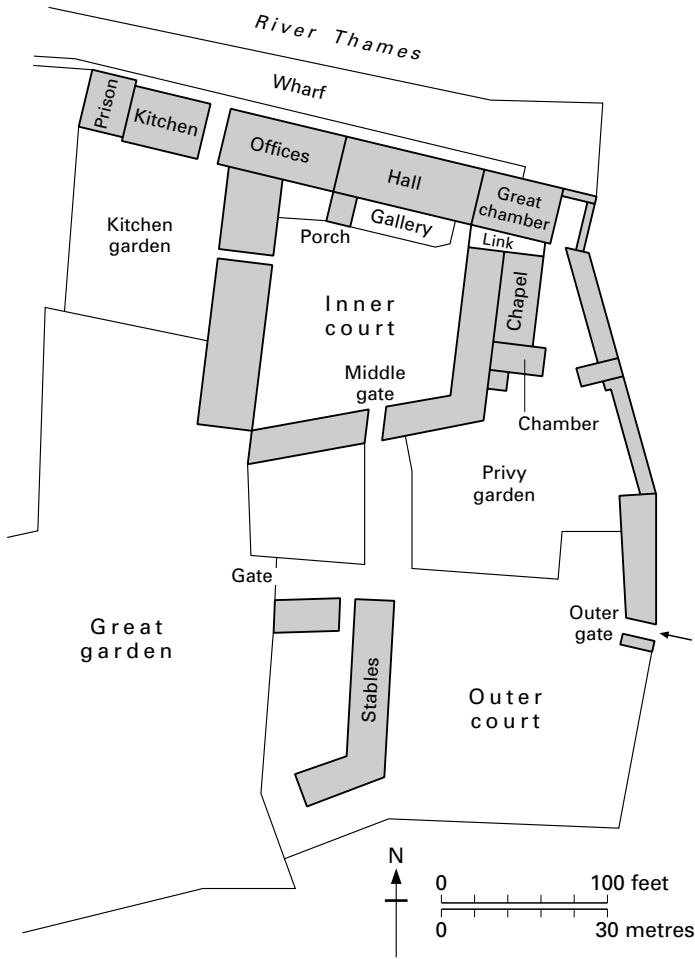 River Thames
Wharf
Prison
Kitchen
Offices
Hall
Great
chamber
Kitchen
garden
Porch
Gallery
Link
Chapel
Inner
court
Middle
gate
Chamber
Privy
garden
Gate
Great
garden
Outer
gate
Stables
Outer
court
N
0 100 feet
0 30 metres